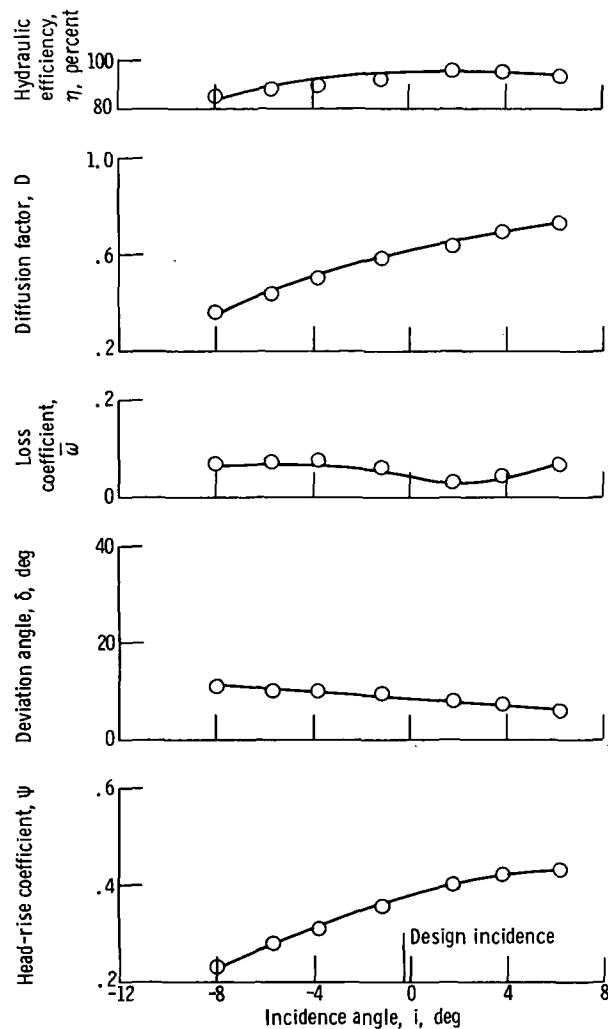 Hydraulic
efficiency,
η, percent
100
80
Diffusion factor, D
1.0
.6
.2
Loss
coefficient,
ω̅
.2
0
Deviation angle, δ, deg
40
20
0
Head-rise coefficient, ψ
.6
.4
.2
Design incidence
-12 -8 -4 0 4 8
Incidence angle, i, deg